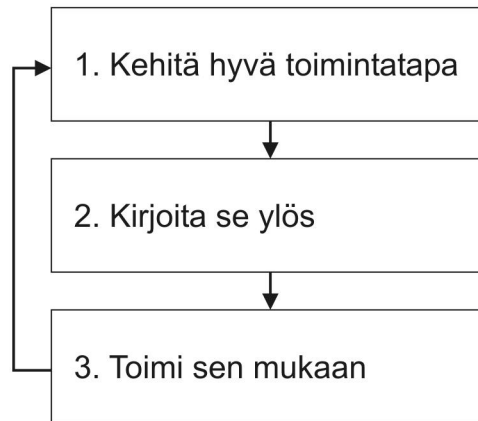 1. Kehitä hyvä toimintatapa
2. Kirjoita se ylös
3. Toimi sen mukaan